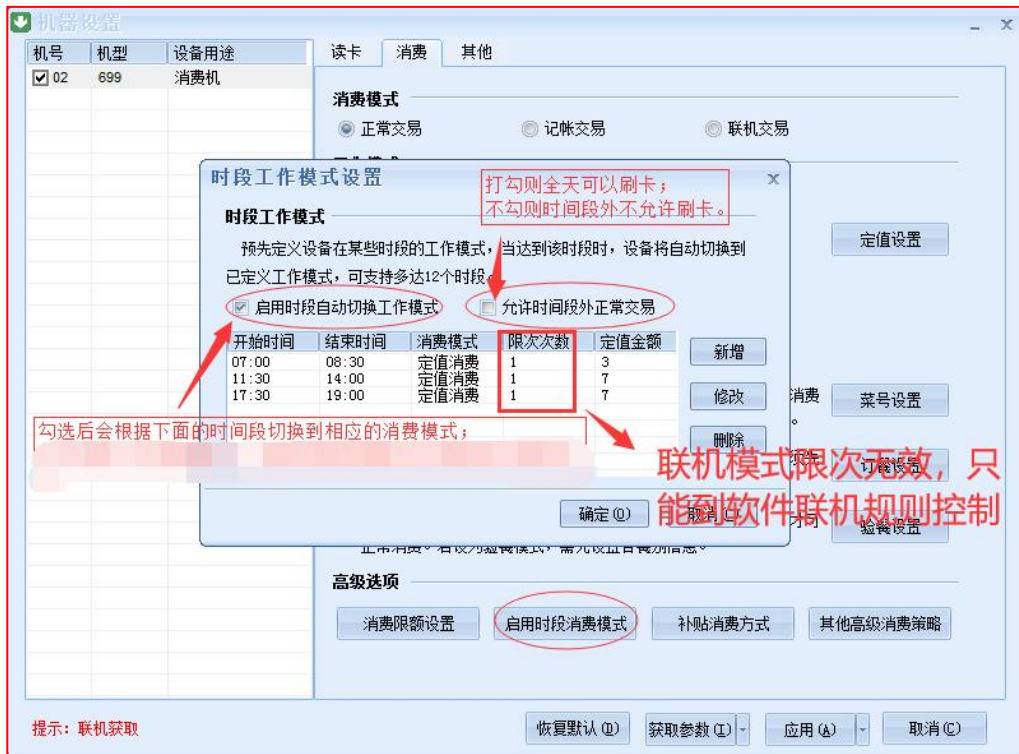 机器设置
机号 机型 设备用途
02 699 消费机
读卡 消费 其他
消费模式
正常交易 记帐交易 联机交易
时段工作模式设置
打勾则全天可以刷卡；
不勾则时间段外不允许刷卡。
时段工作模式
预先定义设备在某些时段的工作模式，当达到该时段时，设备将自动切换到
已定义工作模式，可支持多达12个时段。
启用时段自动切换工作模式 允许时间段外正常交易
开始时间 结束时间 消费模式 限次次数 定值金额
07:00 08:30 定值消费 1 3
11:30 14:00 定值消费 1 7
17:30 19:00 定值消费 1 7
新增
修改
删除
勾选后会根据下面的时间段切换到相应的消费模式；
联机模式限次无效，只
能到软件联机规则控制
确定(O) 取消(C)
定值设置
消费
菜号设置
订餐设置
验餐设置
高级选项
消费限额设置 启用时段消费模式 补贴消费方式 其他高级消费策略
提示：联机获取
恢复默认(D) 获取参数(I) 应用(A) 取消(C)